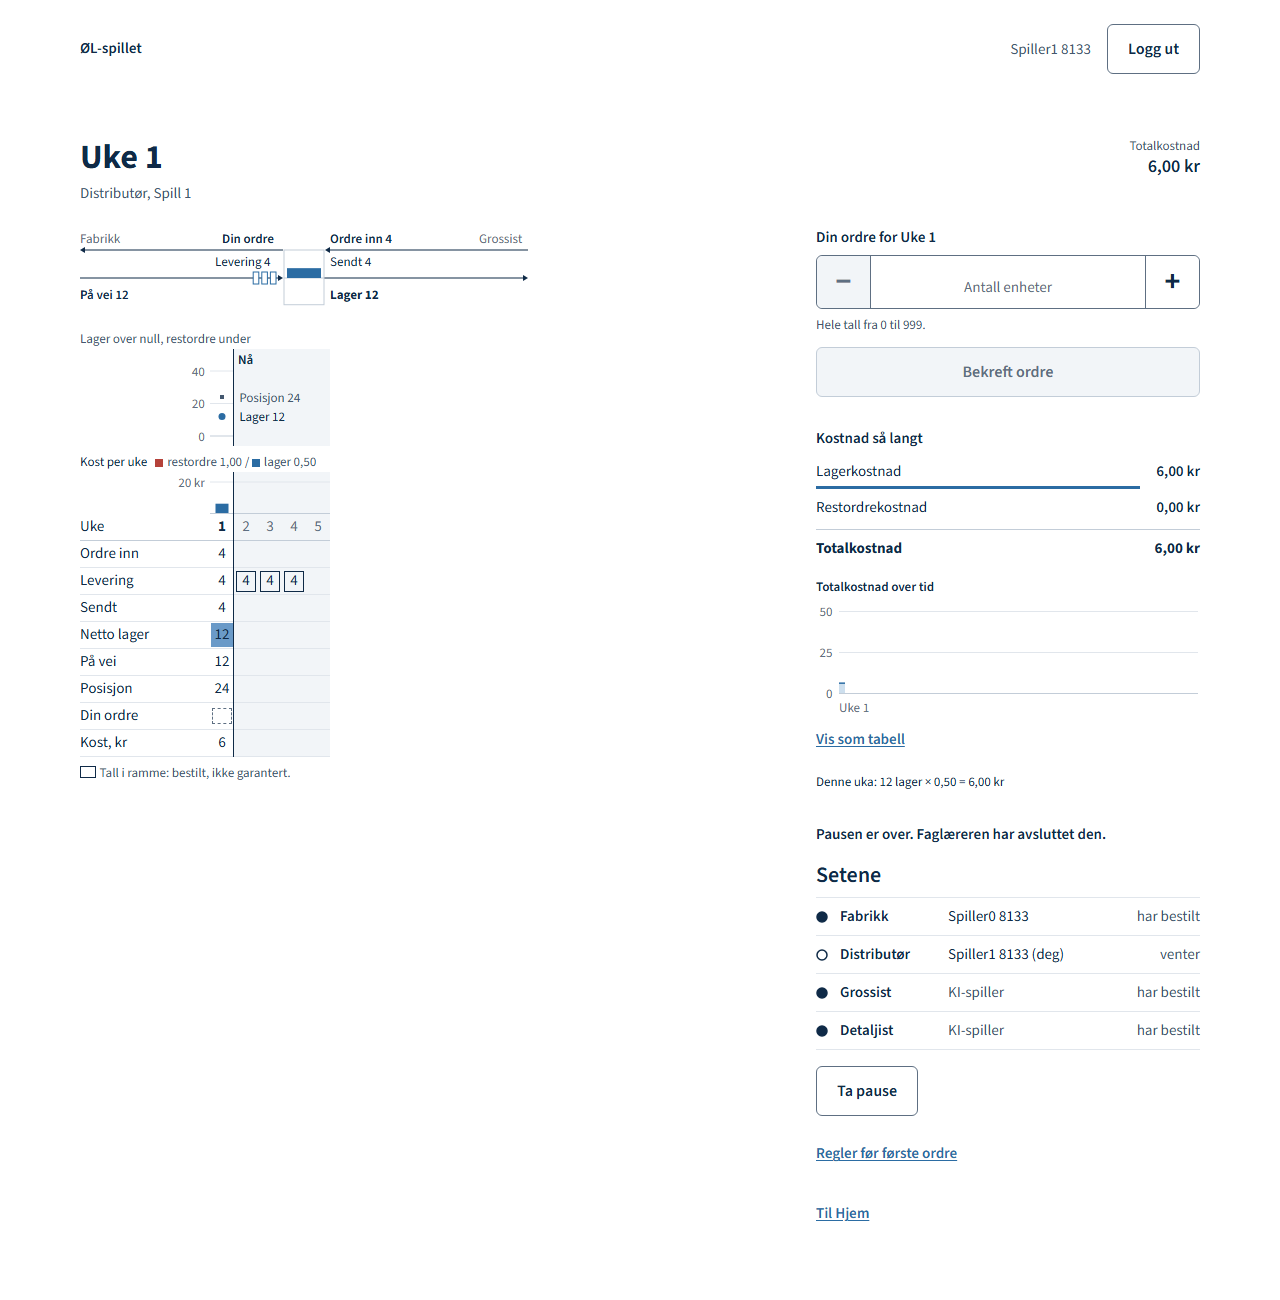 ØL-spillet
Spiller1 8133
Logg ut
Uke 1
Distributør, Spill 1
Totalkostnad
6,00 kr
Fabrikk
Din ordre
Ordre inn 4
Grossist
Levering 4
Sendt 4
På vei 12
Lager 12
Lager over null, restordre under
Nå
40
20
0
Posisjon 24
Lager 12
Kost per uke restordre 1,00 / lager 0,50
20 kr
Uke 1 2 3 4 5
Ordre inn 4
Levering 4 4 4 4
Sendt 4
Netto lager 12
På vei 12
Posisjon 24
Din ordre
Kost, kr 6
Tall i ramme: bestilt, ikke garantert.
Din ordre for Uke 1
− Antall enheter +
Hele tall fra 0 til 999.
Bekreft ordre
Kostnad så langt
Lagerkostnad 6,00 kr
Restordrekostnad 0,00 kr
Totalkostnad 6,00 kr
Totalkostnad over tid
50
25
0
Uke 1
Vis som tabell
Denne uka: 12 lager × 0,50 = 6,00 kr
Pausen er over. Faglæreren har avsluttet den.
Setene
Fabrikk Spiller0 8133 har bestilt
Distributør Spiller1 8133 (deg) venter
Grossist KI-spiller har bestilt
Detaljist KI-spiller har bestilt
Ta pause
Regler før første ordre
Til Hjem